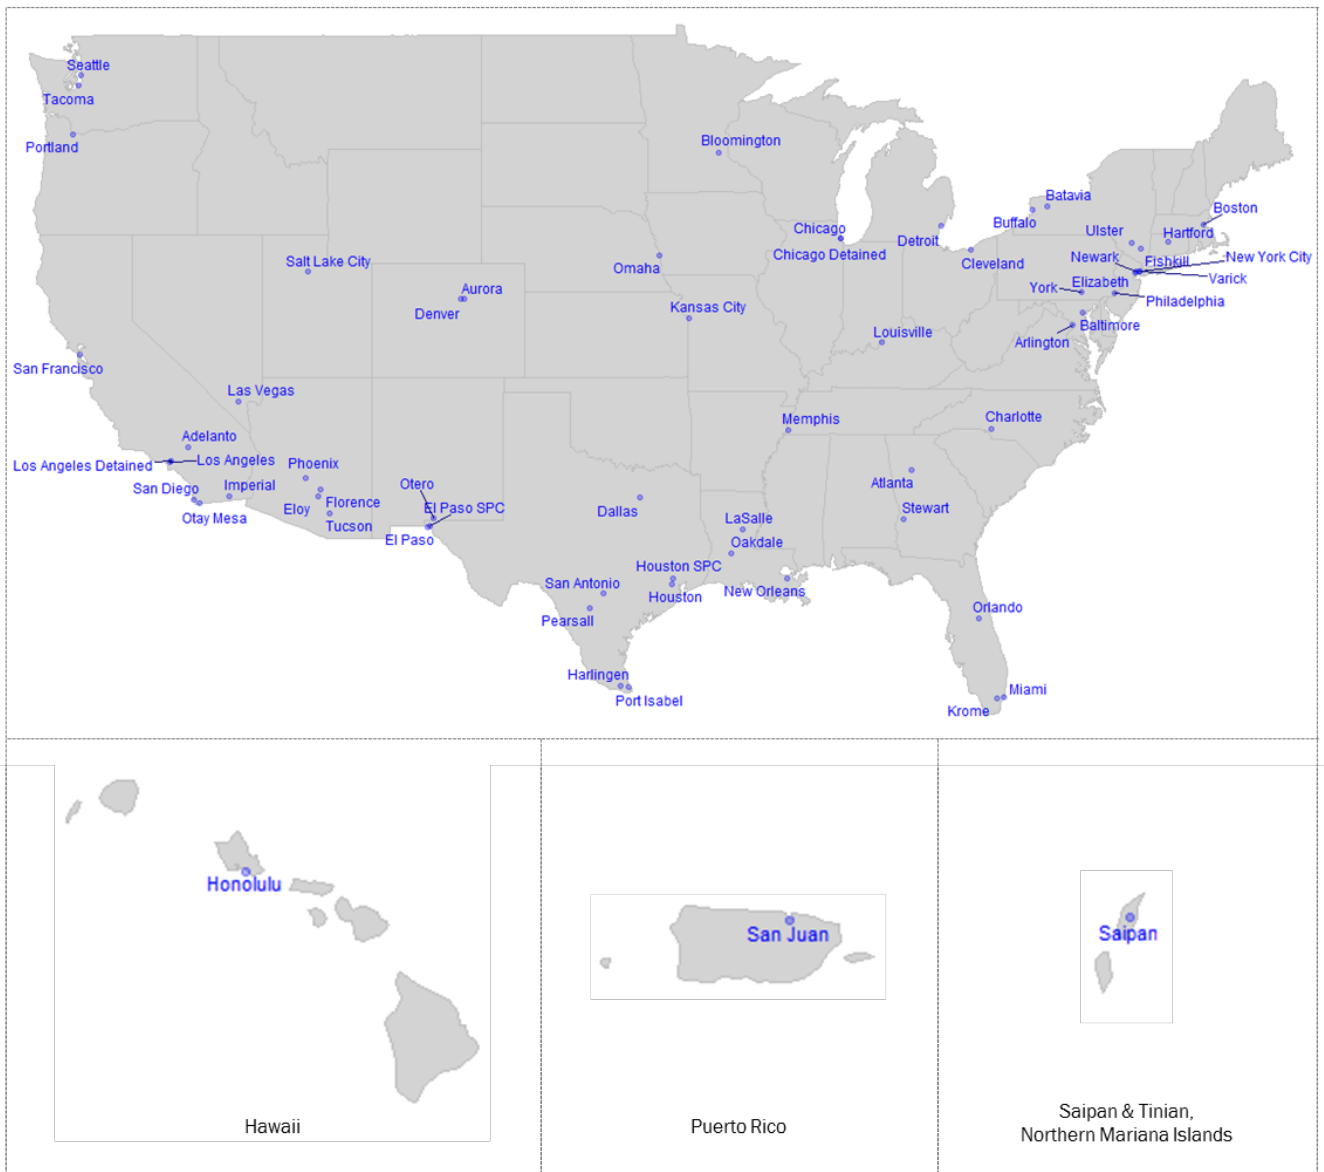 Seattle
Tacoma
Portland
Bloomington
Batavia
Buffalo
Boston
Ulster
Hartford
Chicago
Detroit
Chicago Detained
Cleveland
Newark
Fishkill
New York City
Salt Lake City
Omaha
Varick
Elizabeth
York
Aurora
Philadelphia
Denver
Kansas City
Baltimore
Louisville
Arlington
San Francisco
Las Vegas
Memphis
Charlotte
Adelanto
Los Angeles Detained
Los Angeles
Phoenix
San Diego
Imperial
Otero
Atlanta
Florence
Eloy
El Paso SPC
Dallas
Stewart
Otay Mesa
Tucson
LaSalle
El Paso
Oakdale
Houston SPC
San Antonio
New Orleans
Houston
Orlando
Pearsall
Harlingen
Miami
Port Isabel
Krome
Honolulu
San Juan
Saipan
Hawaii
Puerto Rico
Saipan & Tinian,
Northern Mariana Islands